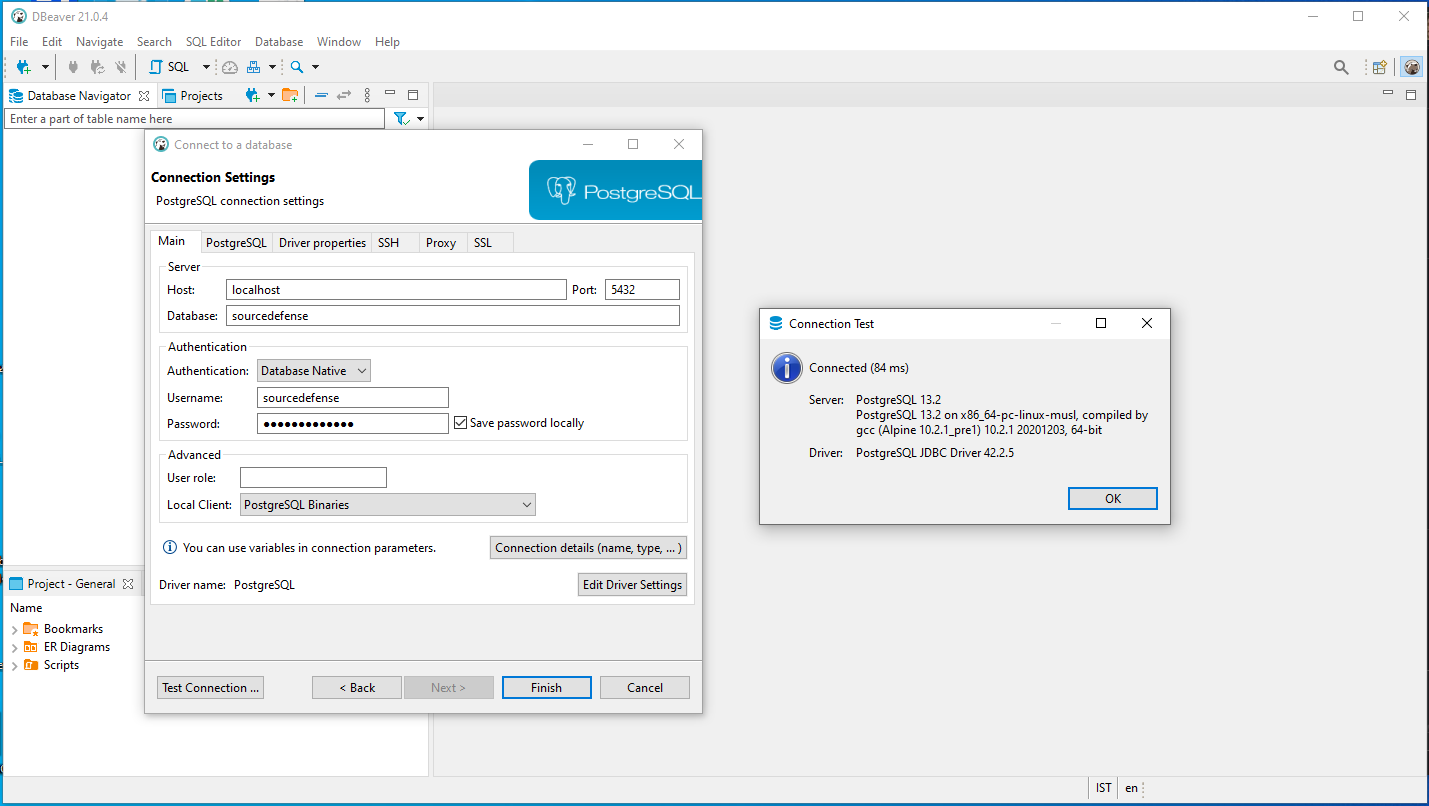 DBeaver 21.0.4
File Edit Navigate Search SQL Editor Database Window Help
SQL
Database Navigator Projects
Enter a part of table name here
Connect to a database
Connection Settings
PostgreSQL connection settings
PostgreSQL
Main PostgreSQL Driver properties SSH Proxy SSL
Server
Host: localhost Port: 5432
Database: sourcedefense
Authentication
Authentication: Database Native
Username: sourcedefense
Password: ●●●●●●●●●●●●● Save password locally
Advanced
User role:
Local Client: PostgreSQL Binaries
You can use variables in connection parameters. Connection details (name, type, ... )
Driver name: PostgreSQL Edit Driver Settings
Test Connection ... < Back Next > Finish Cancel
Connection Test
Connected (84 ms)
Server: PostgreSQL 13.2
PostgreSQL 13.2 on x86_64-pc-linux-musl, compiled by
gcc (Alpine 10.2.1_pre1) 10.2.1 20201203, 64-bit
Driver: PostgreSQL JDBC Driver 42.2.5
OK
Project - General
Name
Bookmarks
ER Diagrams
Scripts
IST en